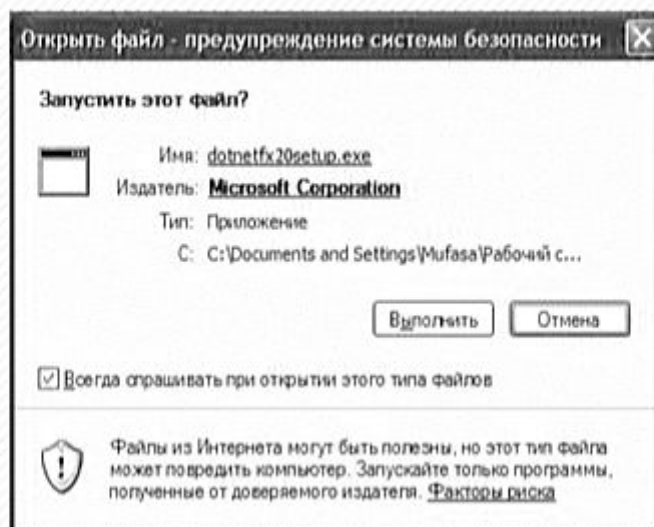 Открыть файл - предупреждение системы безопасности
Запустить этот файл?
Имя: dotnetfx20setup.exe
Издатель: Microsoft Corporation
Тип: Приложение
С: C:\Documents and Settings\Mufasa\Рабочий с...
Выполнить Отмена
Всегда спрашивать при открытии этого типа файлов
Файлы из Интернета могут быть полезны, но этот тип файла
может повредить компьютер. Запускайте только программы,
полученные от доверяемого издателя. Факторы риска